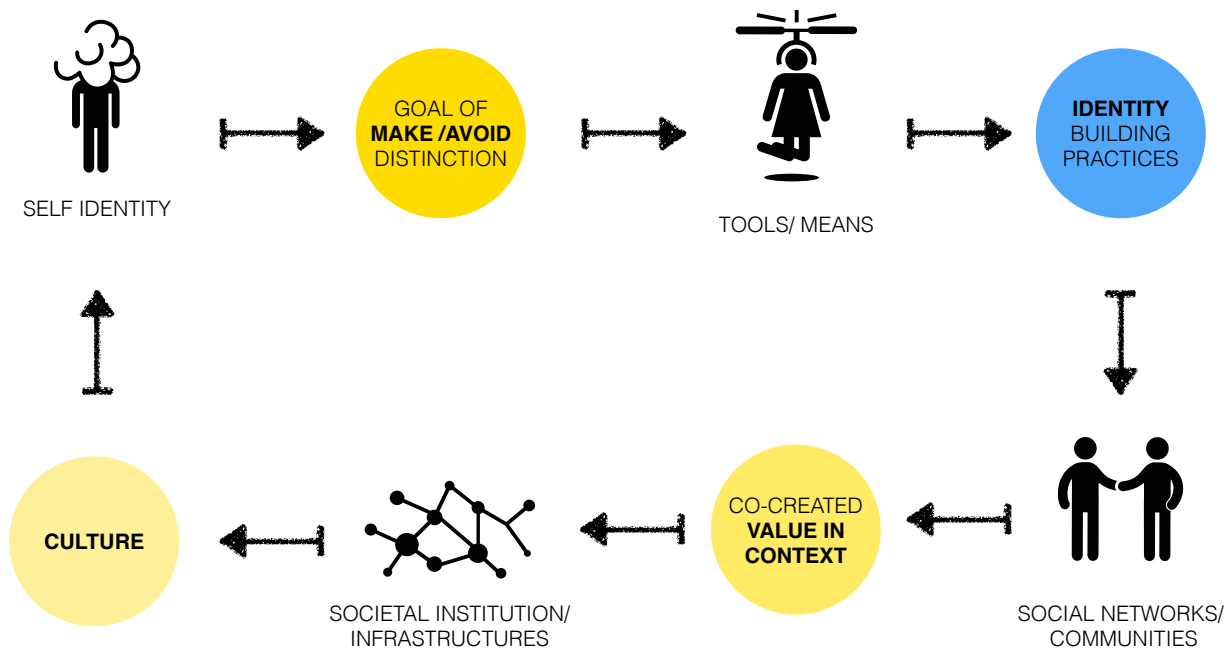 GOAL OF
MAKE /AVOID
DISTINCTION
IDENTITY
BUILDING
PRACTICES
SELF IDENTITY
TOOLS/ MEANS
CULTURE
CO-CREATED
VALUE IN
CONTEXT
SOCIETAL INSTITUTION/
INFRASTRUCTURES
SOCIAL NETWORKS/
COMMUNITIES